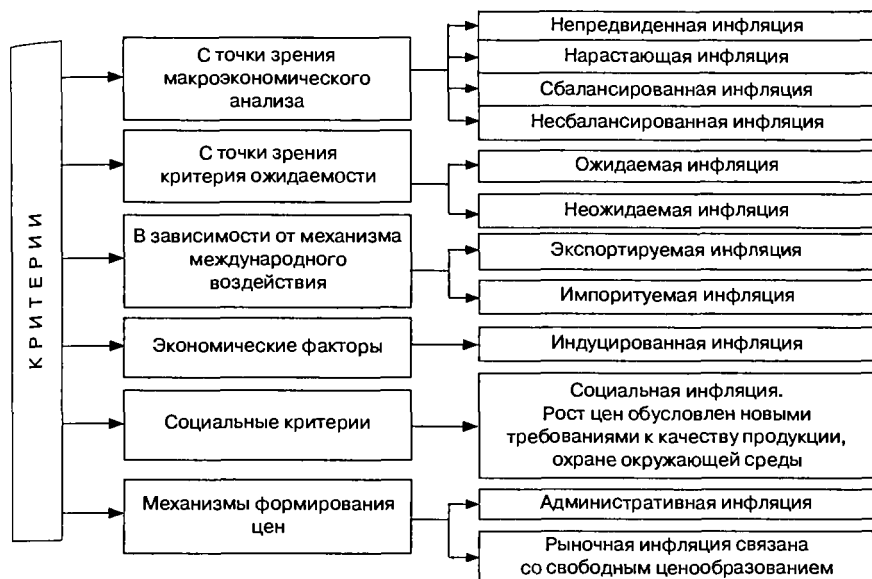 КРИТЕРИИ
С точки зрения
макроэкономического
анализа
Непредвиденная инфляция
Нарастающая инфляция
Сбалансированная инфляция
Несбалансированная инфляция
С точки зрения
критерия ожидаемости
Ожидаемая инфляция
Неожидаемая инфляция
В зависимости от механизма
международного
воздействия
Экспортируемая инфляция
Импоритуемая инфляция
Экономические факторы
Индуцированная инфляция
Социальные критерии
Социальная инфляция.
Рост цен обусловлен новыми
требованиями к качеству продукции,
охране окружающей среды
Механизмы формирования
цен
Административная инфляция
Рыночная инфляция связана
со свободным ценообразованием